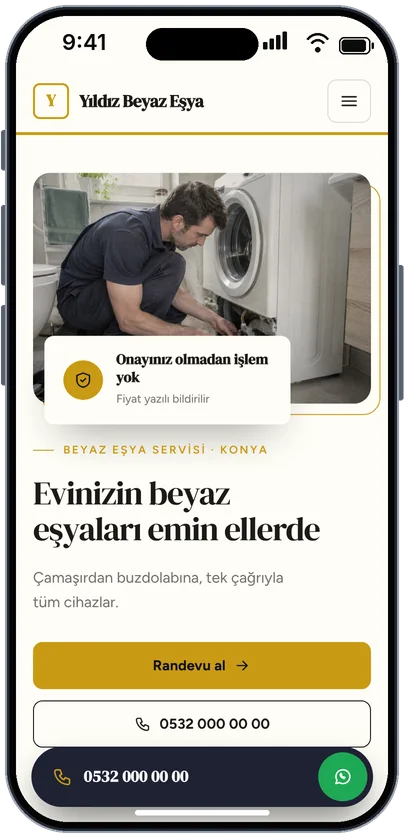 9:41
Y Yıldız Beyaz Eşya
Onayınız olmadan işlem
yok
Fiyat yazılı bildirilir
BEYAZ EŞYA SERVİSİ · KONYA
Evinizin beyaz
eşyaları emin ellerde
Çamaşırdan buzdolabına, tek çağrıyla
tüm cihazlar.
Randevu al →
0532 000 00 00
0532 000 00 00